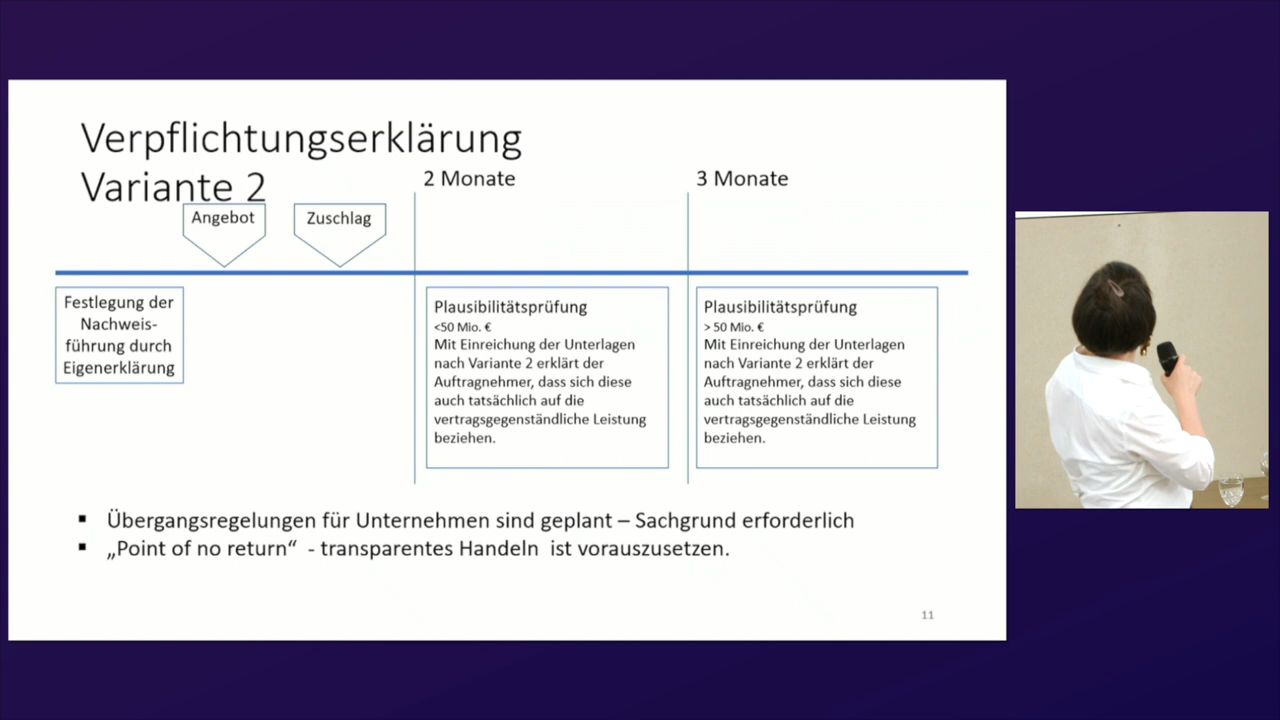 Verpflichtungserklärung
Variante 2
2 Monate
3 Monate
Angebot
Zuschlag
Festlegung der
Nachweis-
führung durch
Eigenerklärung
Plausibilitätsprüfung
<50 Mio. €
Mit Einreichung der Unterlagen
nach Variante 2 erklärt der
Auftragnehmer, dass sich diese
auch tatsächlich auf die
vertragsgegenständliche Leistung
beziehen.
Plausibilitätsprüfung
> 50 Mio. €
Mit Einreichung der Unterlagen
nach Variante 2 erklärt der
Auftragnehmer, dass sich diese
auch tatsächlich auf die
vertragsgegenständliche Leistung
beziehen.
▪ Übergangsregelungen für Unternehmen sind geplant – Sachgrund erforderlich
▪ „Point of no return“ - transparentes Handeln ist vorauszusetzen.
11